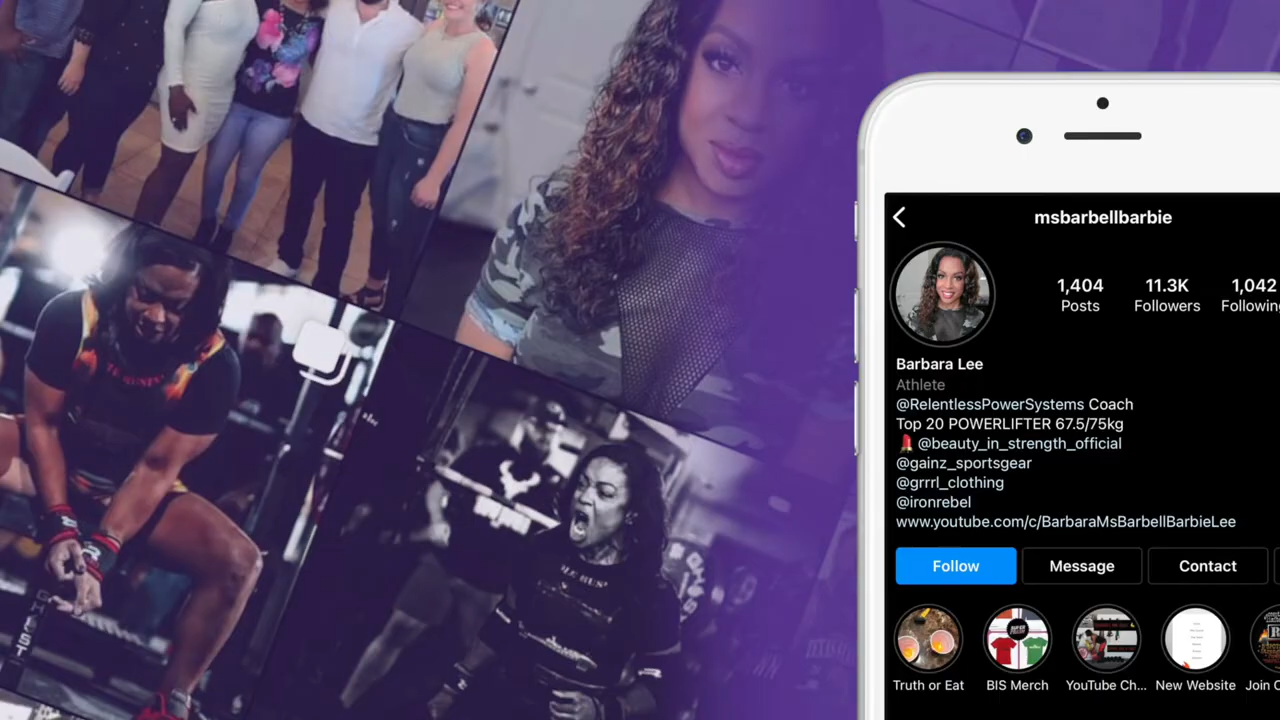 msbarbellbarbie
1,404 11.3K 1,042
Posts Followers Following
Barbara Lee
Athlete
@RelentlessPowerSystems Coach
Top 20 POWERLIFTER 67.5/75kg
💄 @beauty_in_strength_official
@gainz_sportsgear
@grrrl_clothing
@ironrebel
www.youtube.com/c/BarbaraMsBarbellBarbieLee
Follow Message Contact
Truth or Eat BIS Merch YouTube Ch... New Website Join